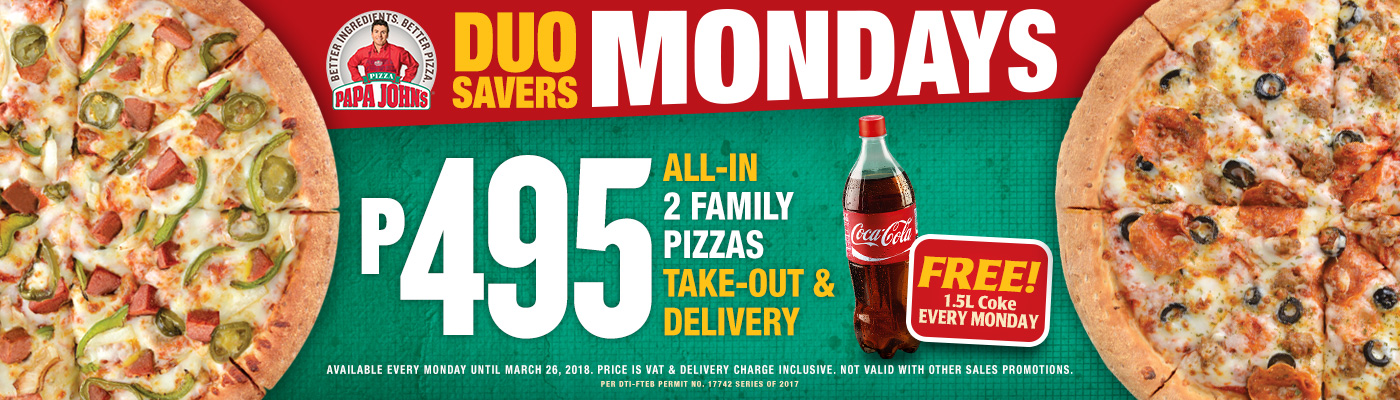 BETTER INGREDIENTS. BETTER PIZZA.
PIZZA
PAPA JOHNS
DUO
SAVERS
MONDAYS
P495
ALL-IN
2 FAMILY
PIZZAS
TAKE-OUT &
DELIVERY
Coca-Cola
FREE!
1.5L Coke
EVERY MONDAY
AVAILABLE EVERY MONDAY UNTIL MARCH 26, 2018. PRICE IS VAT & DELIVERY CHARGE INCLUSIVE. NOT VALID WITH OTHER SALES PROMOTIONS.
PER DTI-FTEB PERMIT NO. 17742 SERIES OF 2017